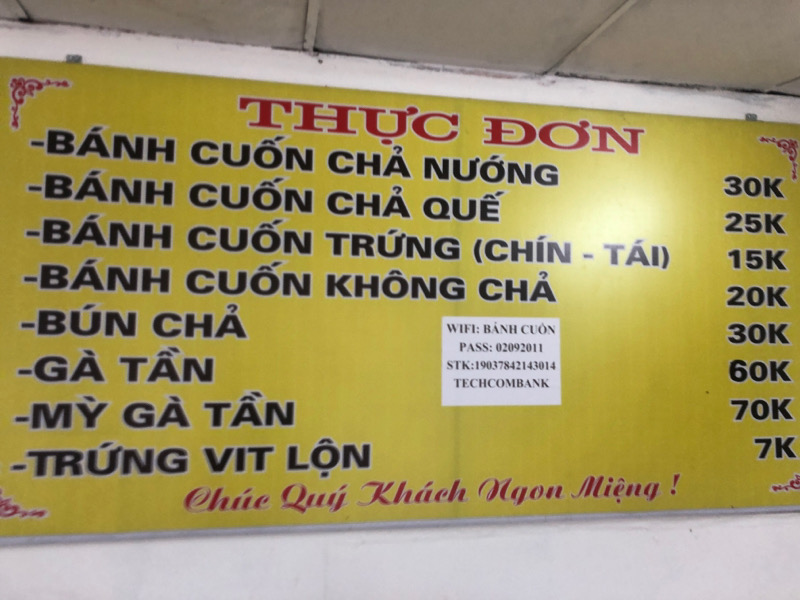 THỰC ĐƠN
-BÁNH CUỐN CHẢ NƯỚNG 30K
-BÁNH CUỐN CHẢ QUẾ 25K
-BÁNH CUỐN TRỨNG (CHÍN - TÁI) 15K
-BÁNH CUỐN KHÔNG CHẢ 20K
-BÚN CHẢ 30K
-GÀ TẦN 60K
-MỲ GÀ TẦN 70K
-TRỨNG VIT LỘN 7K
WIFI: BÁNH CUỐN
PASS: 02092011
STK:19037842143014
TECHCOMBANK
Chúc Quý Khách Ngon Miệng !